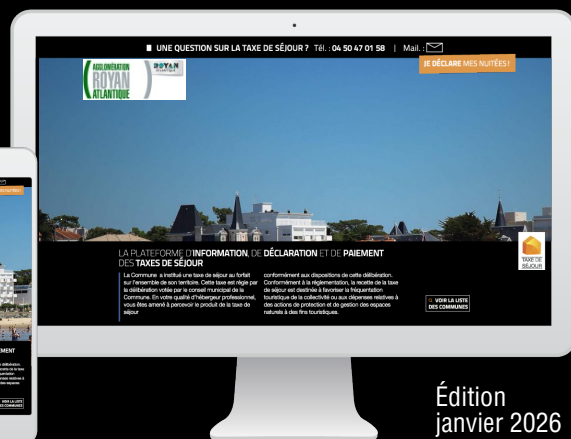 UNE QUESTION SUR LA TAXE DE SÉJOUR ? Tél. : 04 50 47 01 58 | Mail. :
JE DÉCLARE MES NUITÉES !
AGGLOMÉRATION
ROYAN
ATLANTIQUE
ROYAN
LA PLATEFORME D'INFORMATION, DE DÉCLARATION ET DE PAIEMENT
DES TAXES DE SÉJOUR
La Commune a institué une taxe de séjour au forfait
sur l'ensemble de son territoire. Cette taxe est régie par
la délibération votée par le conseil municipal de la
Commune. En votre qualité d'hébergeur professionnel,
vous êtes amené à percevoir le produit de la taxe de
séjour
conformément aux dispositions de cette délibération.
Conformément à la réglementation, la recette de la taxe
de séjour est destinée à favoriser la fréquentation
touristique de la collectivité ou aux dépenses relatives à
des actions de protection et de gestion des espaces
naturels à des fins touristiques.
VOIR LA LISTE
DES COMMUNES
TAXE DE
SÉJOUR
Édition
janvier 2026